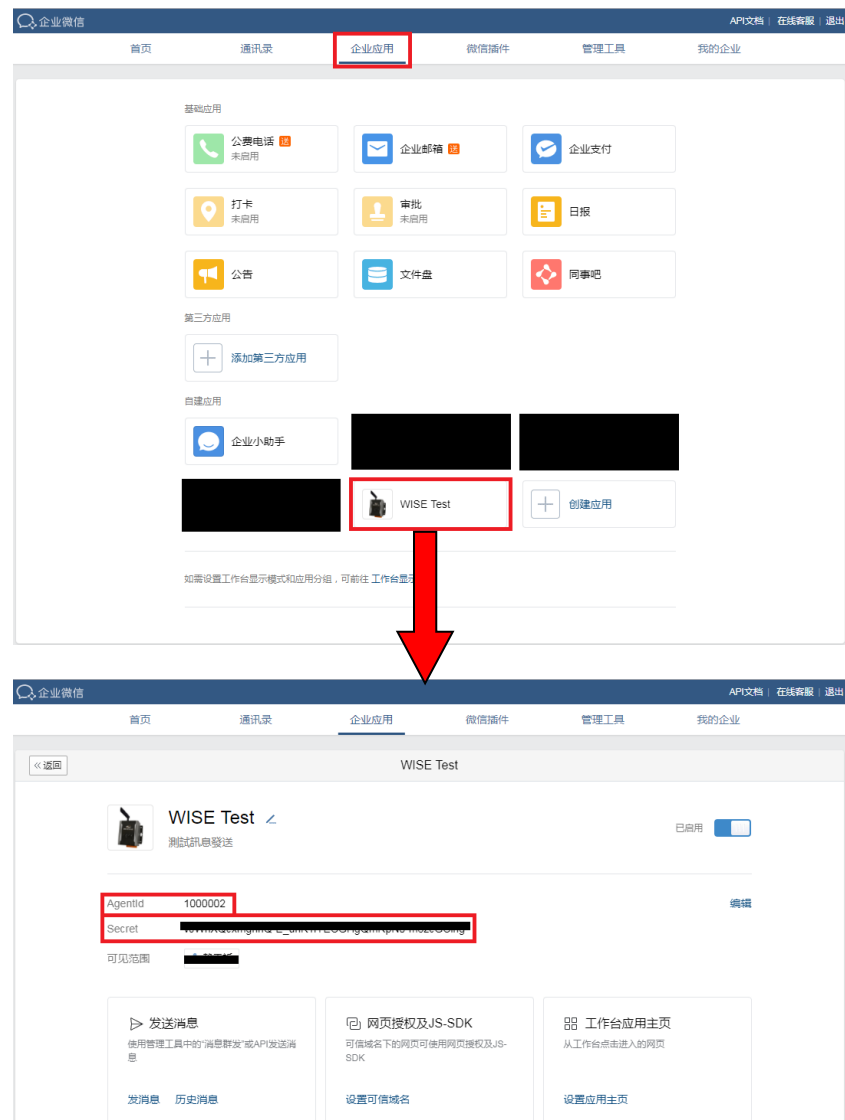 企业微信
API文档 | 在线客服 | 退出
首页 通讯录 企业应用 微信插件 管理工具 我的企业
基础应用
公费电话 送
未启用
企业邮箱 送
企业支付
打卡
未启用
审批
未启用
日报
公告
文件盘
同事吧
第三方应用
添加第三方应用
自建应用
企业小助手
WISE Test
创建应用
如需设置工作台显示模式和应用分组，可前往 工作台显示
企业微信
API文档 | 在线客服 | 退出
首页 通讯录 企业应用 微信插件 管理工具 我的企业
《返回
WISE Test
WISE Test
測試訊息發送
已启用
AgentId 1000002
编辑
Secret
可见范围
发送消息
使用管理工具中的“消息群发”或API发送消
息
发消息 历史消息
网页授权及JS-SDK
可信域名下的网页可使用网页授权及JS-
SDK
设置可信域名
工作台应用主页
从工作台点击进入的网页
设置应用主页